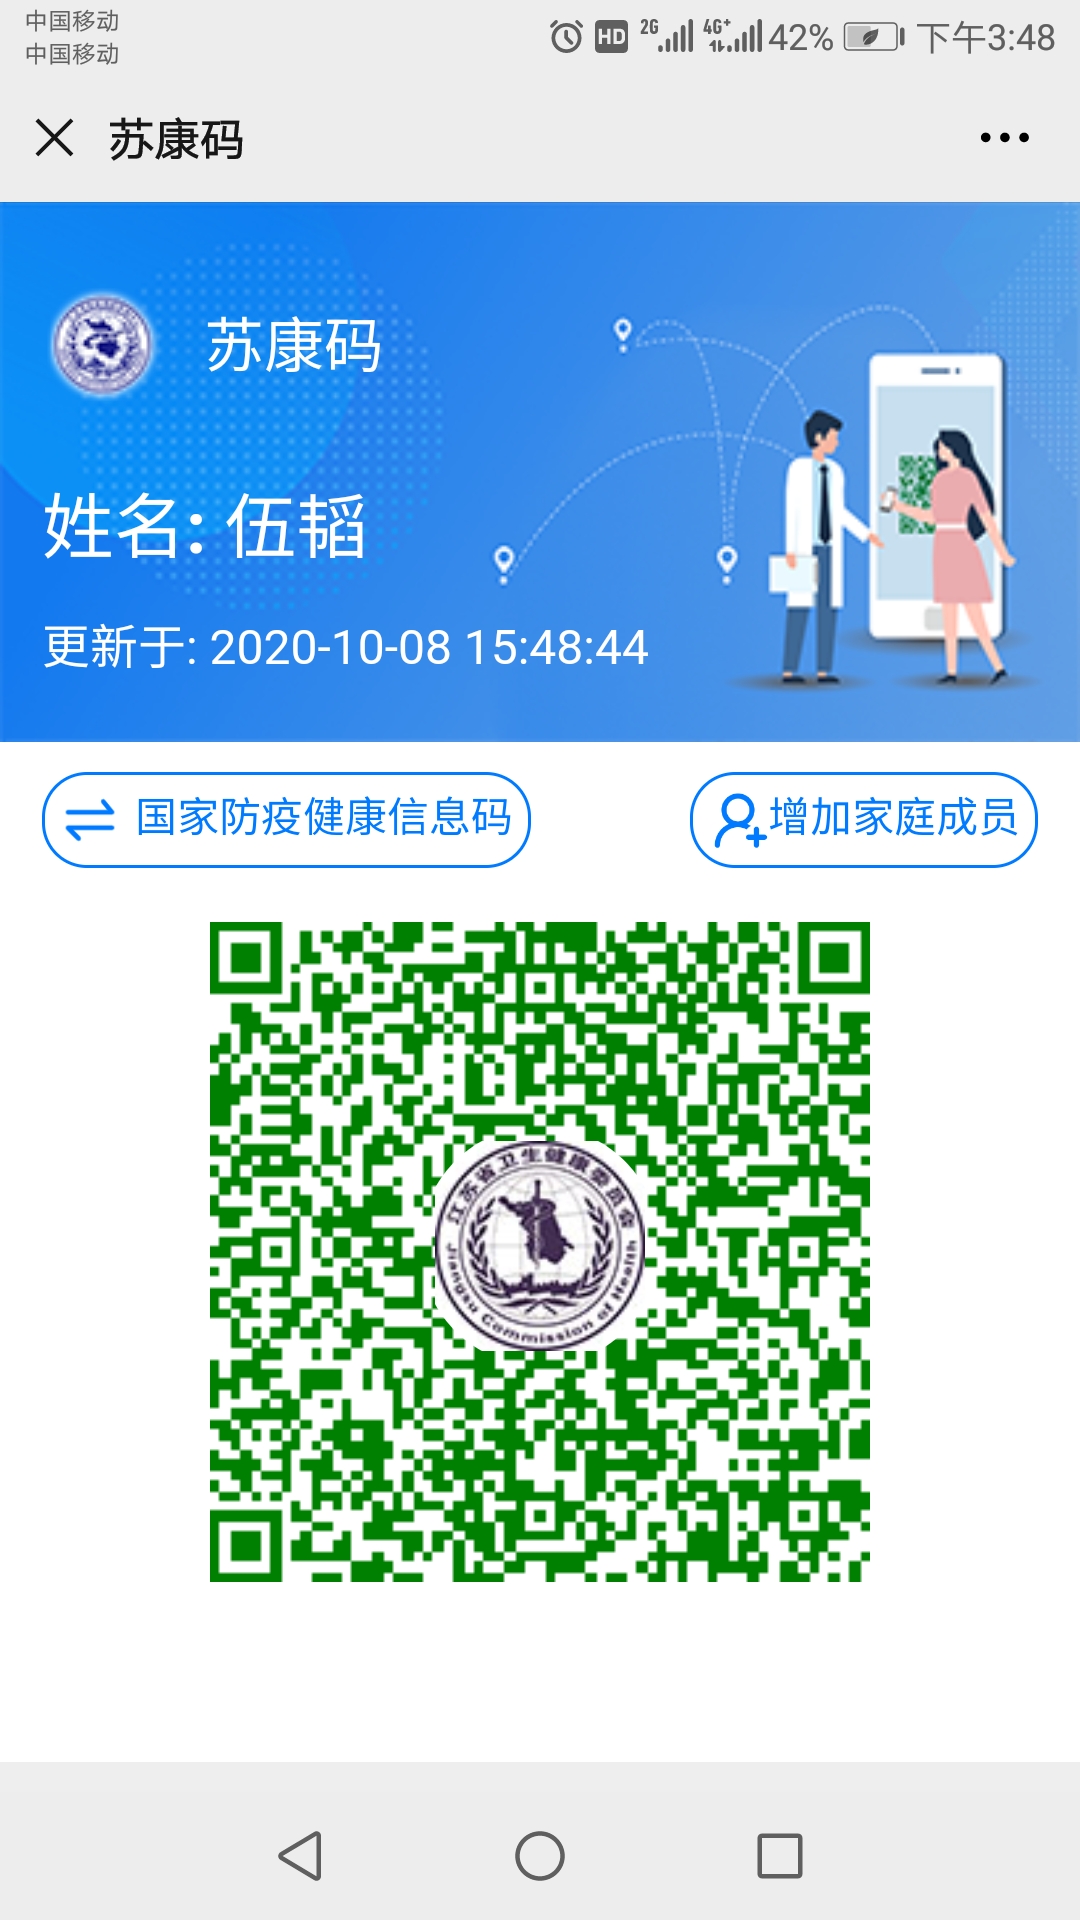 中国移动
中国移动
HD 2G 4G+ 42% 下午3:48
苏康码
苏康码
姓名: 伍韬
更新于: 2020-10-08 15:48:44
国家防疫健康信息码
增加家庭成员
江苏省卫生健康委员会
Jiangsu Commission of Health